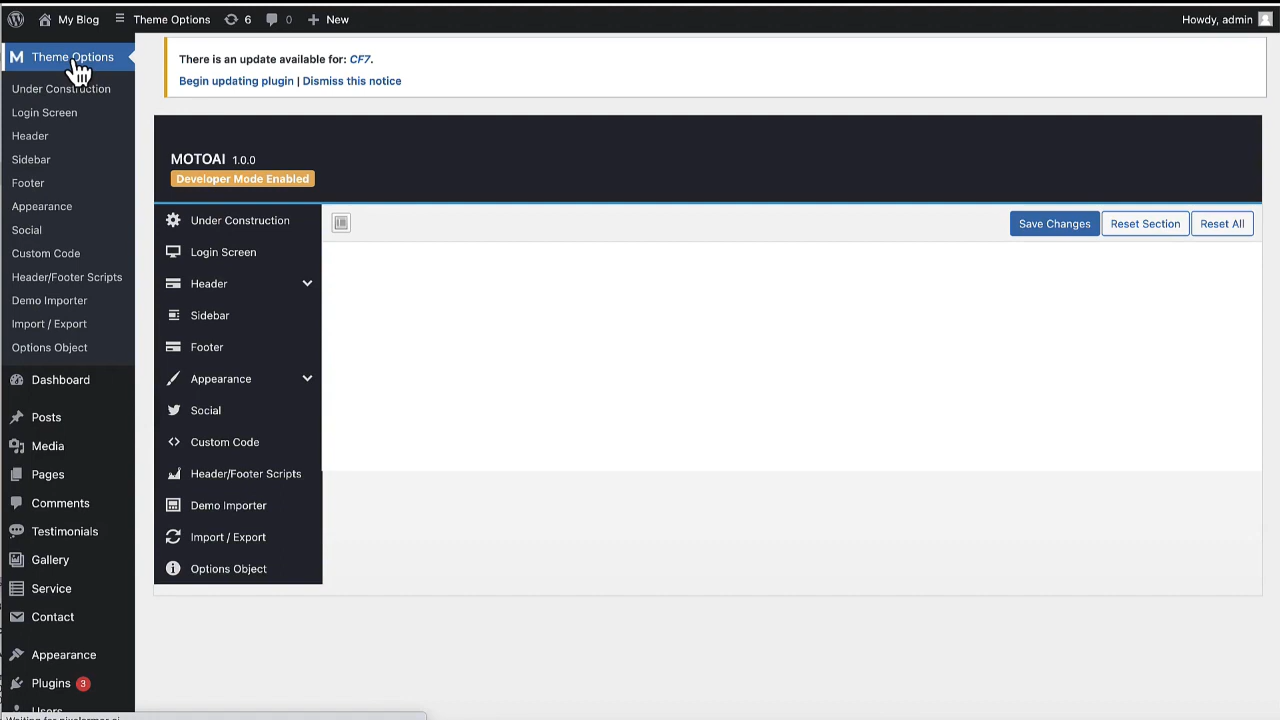 My Blog
Theme Options
6
0
New
Howdy, admin
M Theme Options
Under Construction
Login Screen
Header
Sidebar
Footer
Appearance
Social
Custom Code
Header/Footer Scripts
Demo Importer
Import / Export
Options Object
Dashboard
Posts
Media
Pages
Comments
Testimonials
Gallery
Service
Contact
Appearance
Plugins 3
Users
There is an update available for: CF7.
Begin updating plugin | Dismiss this notice
MOTOAI 1.0.0
Developer Mode Enabled
Under Construction
Login Screen
Header
Sidebar
Footer
Appearance
Social
Custom Code
Header/Footer Scripts
Demo Importer
Import / Export
Options Object
Save Changes
Reset Section
Reset All